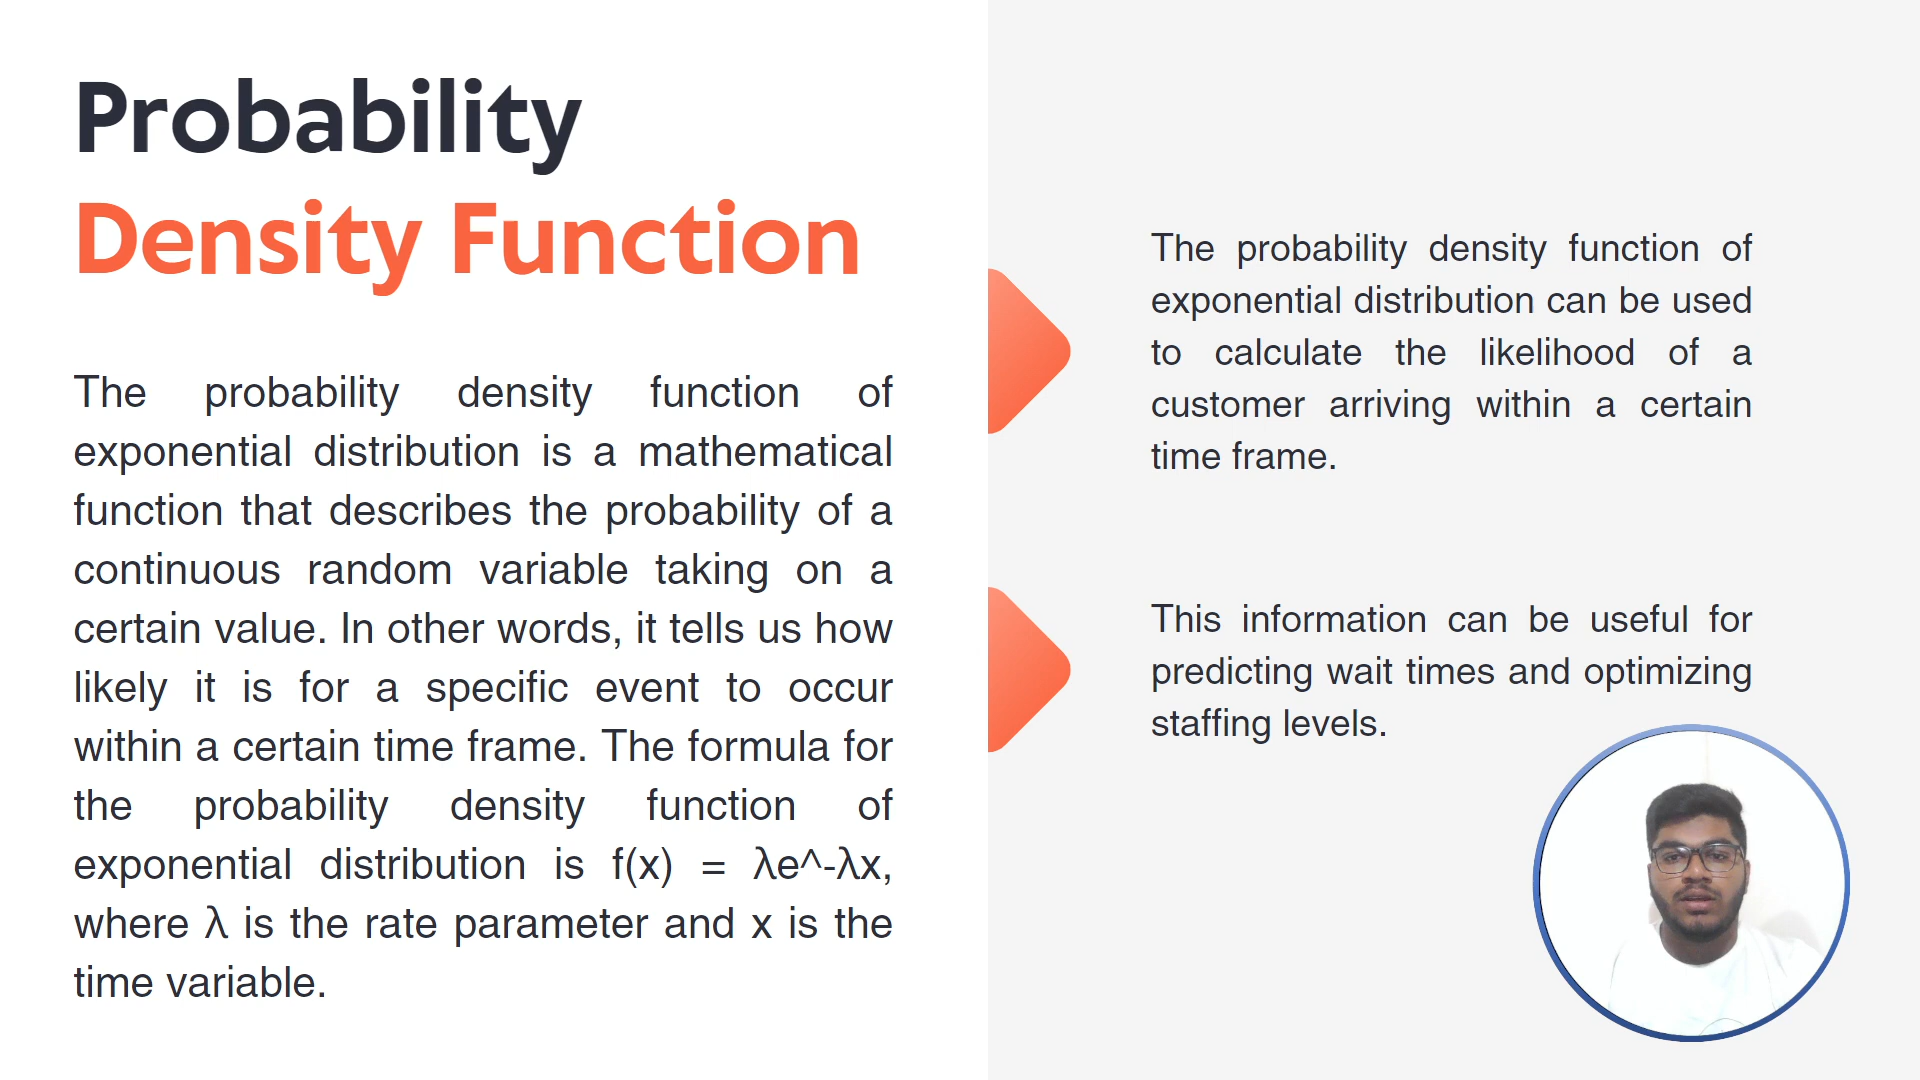 Probability
Density Function
The probability density function of
exponential distribution is a mathematical
function that describes the probability of a
continuous random variable taking on a
certain value. In other words, it tells us how
likely it is for a specific event to occur
within a certain time frame. The formula for
the probability density function of
exponential distribution is f(x) = λe^-λx,
where λ is the rate parameter and x is the
time variable.
The probability density function of
exponential distribution can be used
to calculate the likelihood of a
customer arriving within a certain
time frame.
This information can be useful for
predicting wait times and optimizing
staffing levels.